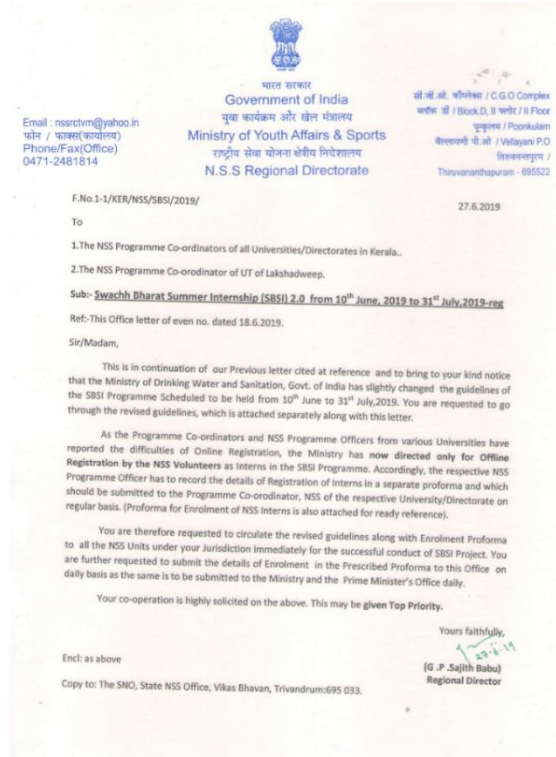 भारत सरकार
Government of India
युवा कार्यक्रम और खेल मंत्रालय
Ministry of Youth Affairs & Sports
राष्ट्रीय सेवा योजना क्षेत्रीय निदेशालय
N.S.S Regional Directorate
Email : nssrctvm@yahoo.in
फोन / फाक्स(कार्यालय)
Phone/Fax(Office)
0471-2481814
सी.जी.ओ. कॉंप्लेक्स / C.G.O Complex
ब्लॉक डी / Block.D, II फ्लोर / II Floor
पून्कुलम / Poonkulam
वेल्लायणी पी.ओ / Vellayani P.O
तिरुवनन्तपुरम /
Thiruvananthapuram - 695522
F.No.1-1/KER/NSS/SBSI/2019/
27.6.2019
To
1.The NSS Programme Co-ordinators of all Universities/Directorates in Kerala..
2.The NSS Programme Co-orodinator of UT of Lakshadweep.
Sub:- Swachh Bharat Summer Internship (SBSI) 2.0 from 10th June, 2019 to 31st July,2019-reg
Ref:-This Office letter of even no. dated 18.6.2019.
Sir/Madam,
This is in continuation of our Previous letter cited at reference and to bring to your kind notice
that the Ministry of Drinking Water and Sanitation, Govt. of India has slightly changed the guidelines of
the SBSI Programme Scheduled to be held from 10th June to 31st July,2019. You are requested to go
through the revised guidelines, which is attached separately along with this letter.
As the Programme Co-ordinators and NSS Programme Officers from various Universities have
reported the difficulties of Online Registration, the Ministry has now directed only for Offline
Registration by the NSS Volunteers as Interns in the SBSI Programme. Accordingly, the respective NSS
Programme Officer has to record the details of Registration of Interns in a separate proforma and which
should be submitted to the Programme Co-orodinator, NSS of the respective University/Directorate on
regular basis. (Proforma for Enrolment of NSS Interns is also attached for ready reference).
You are therefore requested to circulate the revised guidelines along with Enrolment Proforma
to all the NSS Units under your Jurisdiction immediately for the successful conduct of SBSI Project. You
are further requested to submit the details of Enrolment in the Prescribed Proforma to this Office on
daily basis as the same is to be submitted to the Ministry and the Prime Minister's Office daily.
Your co-operation is highly solicited on the above. This may be given Top Priority.
Yours faithfully,
27-6-19
(G .P .Sajith Babu)
Regional Director
Encl: as above
Copy to: The SNO, State NSS Office, Vikas Bhavan, Trivandrum:695 033.